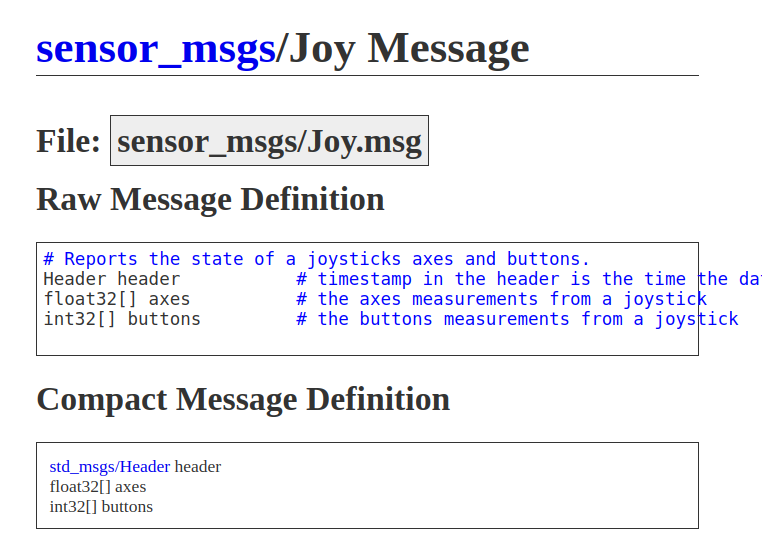 sensor_msgs/Joy Message
File: sensor_msgs/Joy.msg
Raw Message Definition
# Reports the state of a joysticks axes and buttons.
Header header # timestamp in the header is the time the
float32[] axes # the axes measurements from a joystick
int32[] buttons # the buttons measurements from a joystick
Compact Message Definition
std_msgs/Header header
float32[] axes
int32[] buttons